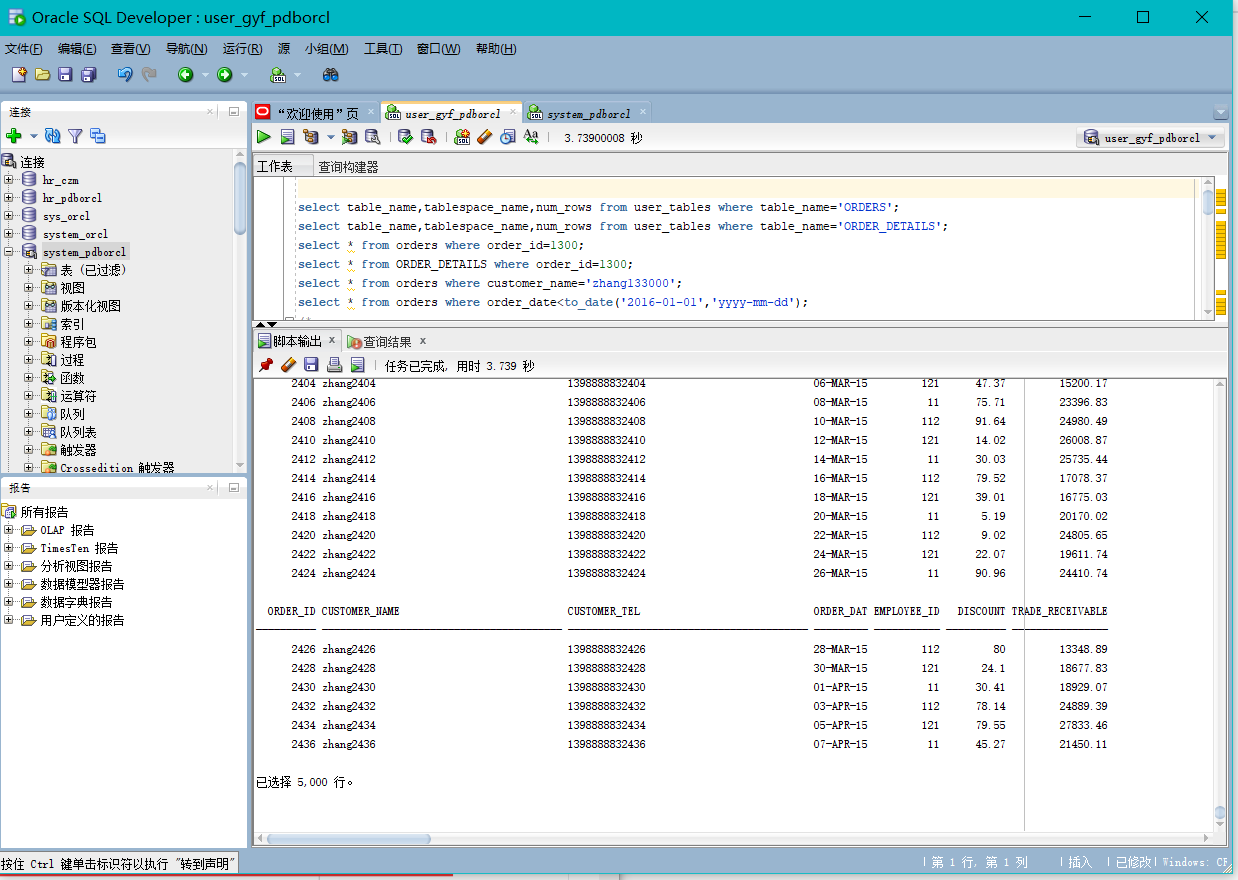 Oracle SQL Developer : user_gyf_pdborcl
文件(F) 编辑(E) 查看(V) 导航(N) 运行(R) 源 小组(M) 工具(T) 窗口(W) 帮助(H)
连接
连接
hr_czm
hr_pdborcl
sys_orcl
system_orcl
system_pdborcl
表 (已过滤)
视图
版本化视图
索引
程序包
过程
函数
运算符
队列
队列表
触发器
Crossedition 触发器
报告
所有报告
OLAP 报告
TimesTen 报告
分析视图报告
数据模型器报告
数据字典报告
用户定义的报告
“欢迎使用”页 user_gyf_pdborcl system_pdborcl
3.73900008 秒 user_gyf_pdborcl
工作表 查询构建器
select table_name,tablespace_name,num_rows from user_tables where table_name='ORDERS';
select table_name,tablespace_name,num_rows from user_tables where table_name='ORDER_DETAILS';
select * from orders where order_id=1300;
select * from ORDER_DETAILS where order_id=1300;
select * from orders where customer_name='zhang133000';
select * from orders where order_date<to_date('2016-01-01','yyyy-mm-dd');
脚本输出 x 查询结果 x
任务已完成, 用时 3.739 秒
2404 zhang2404 1398888832404 06-MAR-15 121 47.37 15200.17
2406 zhang2406 1398888832406 08-MAR-15 11 75.71 23396.83
2408 zhang2408 1398888832408 10-MAR-15 112 91.64 24980.49
2410 zhang2410 1398888832410 12-MAR-15 121 14.02 26008.87
2412 zhang2412 1398888832412 14-MAR-15 11 30.03 25735.44
2414 zhang2414 1398888832414 16-MAR-15 112 79.52 17078.37
2416 zhang2416 1398888832416 18-MAR-15 121 39.01 16775.03
2418 zhang2418 1398888832418 20-MAR-15 11 5.19 20170.02
2420 zhang2420 1398888832420 22-MAR-15 112 9.02 24805.65
2422 zhang2422 1398888832422 24-MAR-15 121 22.07 19611.74
2424 zhang2424 1398888832424 26-MAR-15 11 90.96 24410.74
ORDER_ID CUSTOMER_NAME CUSTOMER_TEL ORDER_DAT EMPLOYEE_ID DISCOUNT TRADE_RECEIVABLE
2426 zhang2426 1398888832426 28-MAR-15 112 80 13348.89
2428 zhang2428 1398888832428 30-MAR-15 121 24.1 18677.83
2430 zhang2430 1398888832430 01-APR-15 11 30.41 18929.07
2432 zhang2432 1398888832432 03-APR-15 112 78.14 24889.39
2434 zhang2434 1398888832434 05-APR-15 121 79.55 27833.46
2436 zhang2436 1398888832436 07-APR-15 11 45.27 21450.11
已选择 5,000 行。
按住 Ctrl 键单击标识符以执行 "转到声明"
第 1 行, 第 1 列 插入 已修改 Windows: CF